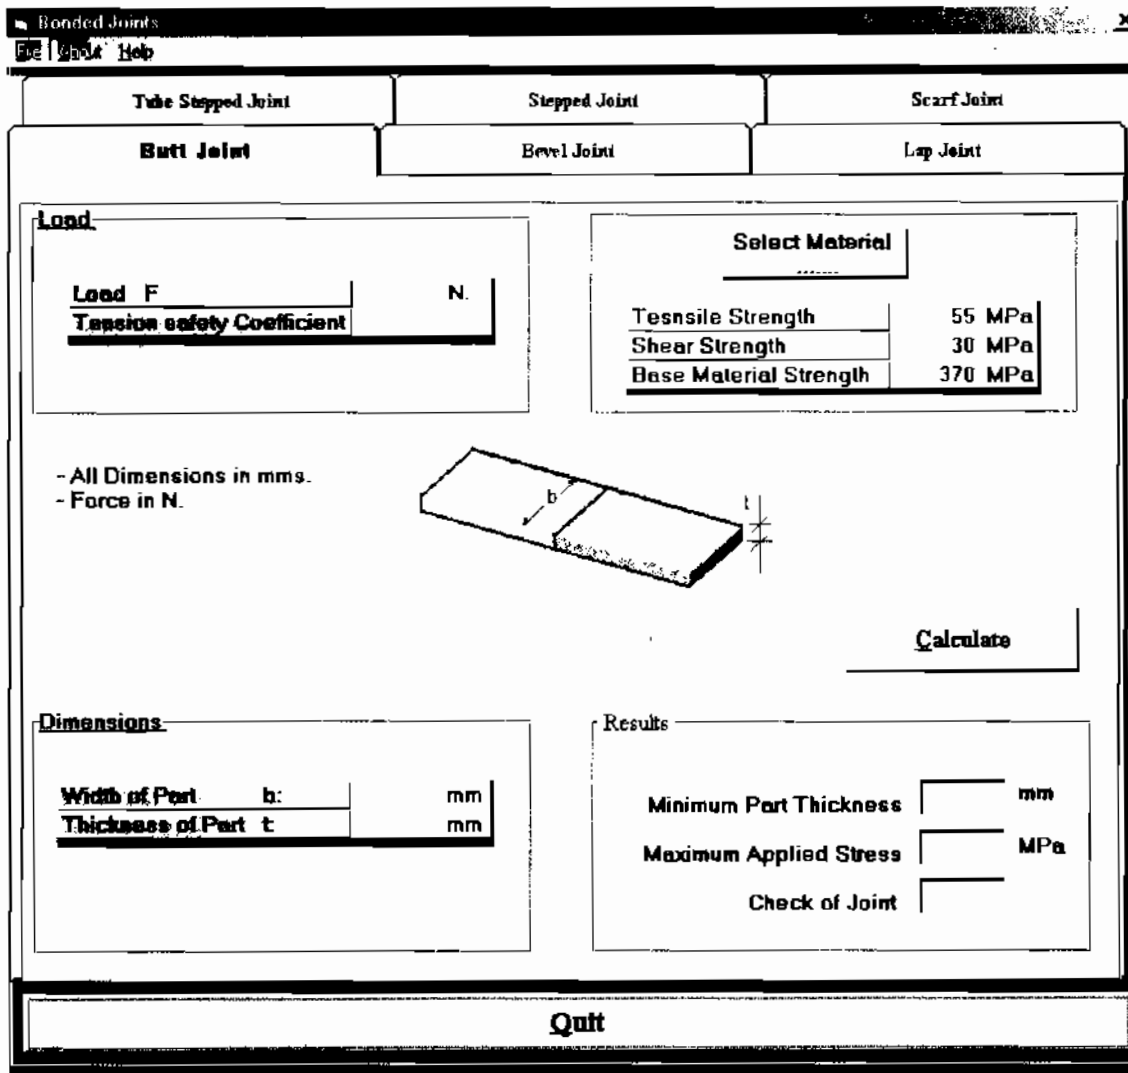 Bonded Joints
File About Help
Tube Stepped Joint Stepped Joint Scarf Joint
Butt Joint Bevel Joint Lap Joint
Load
Load F N.
Tension safety Coefficient
Select Material
......
Tesnsile Strength 55 MPa
Shear Strength 30 MPa
Base Material Strength 370 MPa
- All Dimensions in mms.
- Force in N.
b
t
Calculate
Dimensions
Width of Part b: mm
Thickness of Part t: mm
Results
Minimum Part Thickness mm
Maximum Applied Stress MPa
Check of Joint
Quit